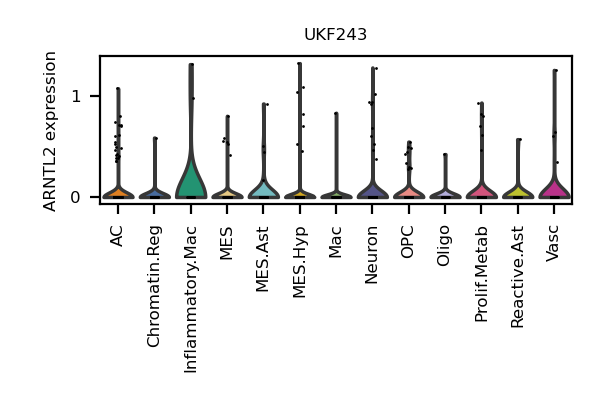 UKF243
ARNTL2 expression
1
0
AC
Chromatin.Reg
Inflammatory.Mac
MES
MES.Ast
MES.Hyp
Mac
Neuron
OPC
Oligo
Prolif.Metab
Reactive.Ast
Vasc